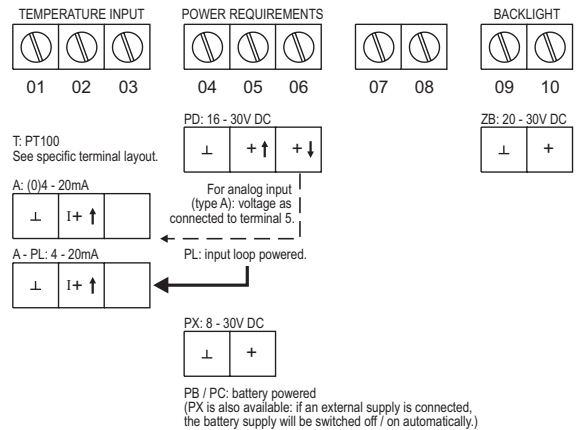 TEMPERATURE INPUT
POWER REQUIREMENTS
BACKLIGHT
01 02 03
04 05 06
07 08
09 10
PD: 16 - 30V DC
ZB: 20 - 30V DC
⊥ +↑ +↓
⊥ +
T: PT100
See specific terminal layout.
A: (0)4 - 20mA
⊥ I+ ↑
For analog input
(type A): voltage as
connected to terminal 5.
A - PL: 4 - 20mA
⊥ I+ ↑
PL: input loop powered.
PX: 8 - 30V DC
⊥ +
PB / PC: battery powered
(PX is also available: if an external supply is connected,
the battery supply will be switched off / on automatically.)